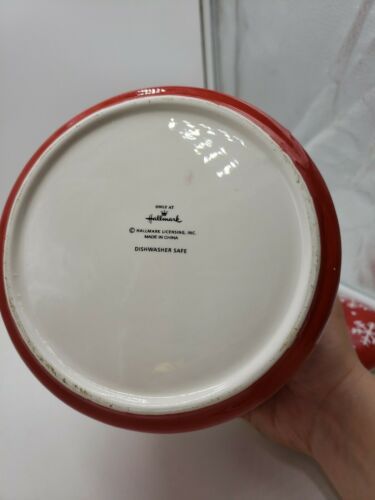 ONLY AT
Hallmark
© HALLMARK LICENSING, INC.
MADE IN CHINA
DISHWASHER SAFE